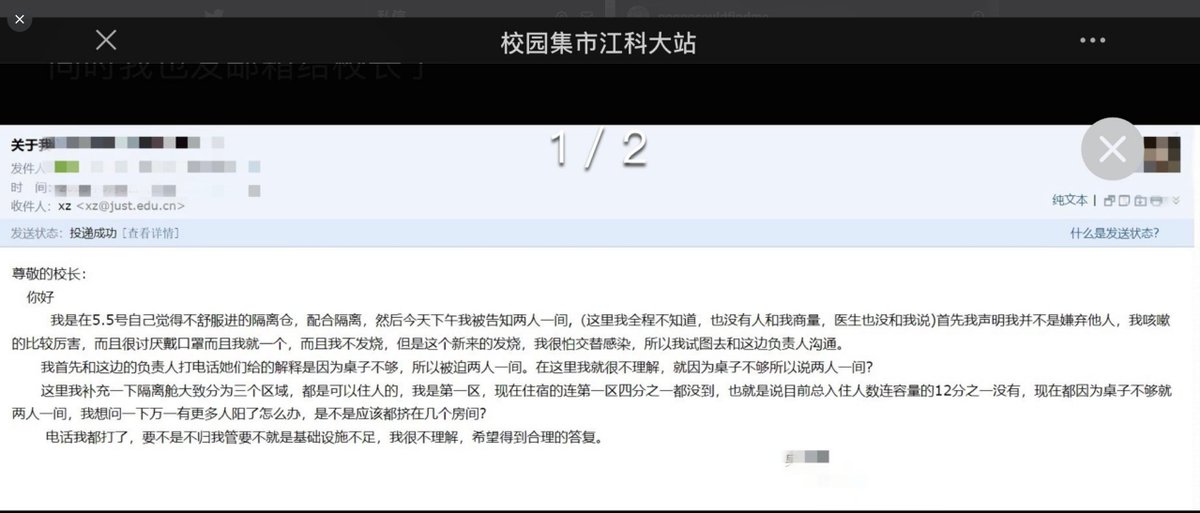 私信
校园集市江科大站
同时我也发邮箱给校长了
1 / 2
关于我
发件人
时 间：
收件人： xz <xz@just.edu.cn>
纯文本 |
发送状态： 投递成功 [查看详情]
什么是发送状态?
尊敬的校长：
你好
我是在5.5号自己觉得不舒服进的隔离仓，配合隔离，然后今天下午我被告知两人一间，（这里我全程不知道，也没有人和我商量，医生也没和我说)首先我声明我并不是嫌弃他人，我咳嗽
的比较厉害，而且很讨厌戴口罩而且我就一个，而且我不发烧，但是这个新来的发烧，我很怕交替感染，所以我试图去和这边负责人沟通。
我首先和这边的负责人打电话她们给的解释是因为桌子不够，所以被迫两人一间。在这里我就很不理解，就因为桌子不够所以说两人一间?
这里我补充一下隔离舱大致分为三个区域，都是可以住人的，我是第一区，现在住宿的连第一区四分之一都没到，也就是说目前总入住人数连容量的12分之一没有，现在都因为桌子不够就
两人一间，我想问一下万一有更多人阳了怎么办，是不是应该都挤在几个房间?
电话我都打了，要不是不归我管要不就是基础设施不足，我很不理解，希望得到合理的答复。